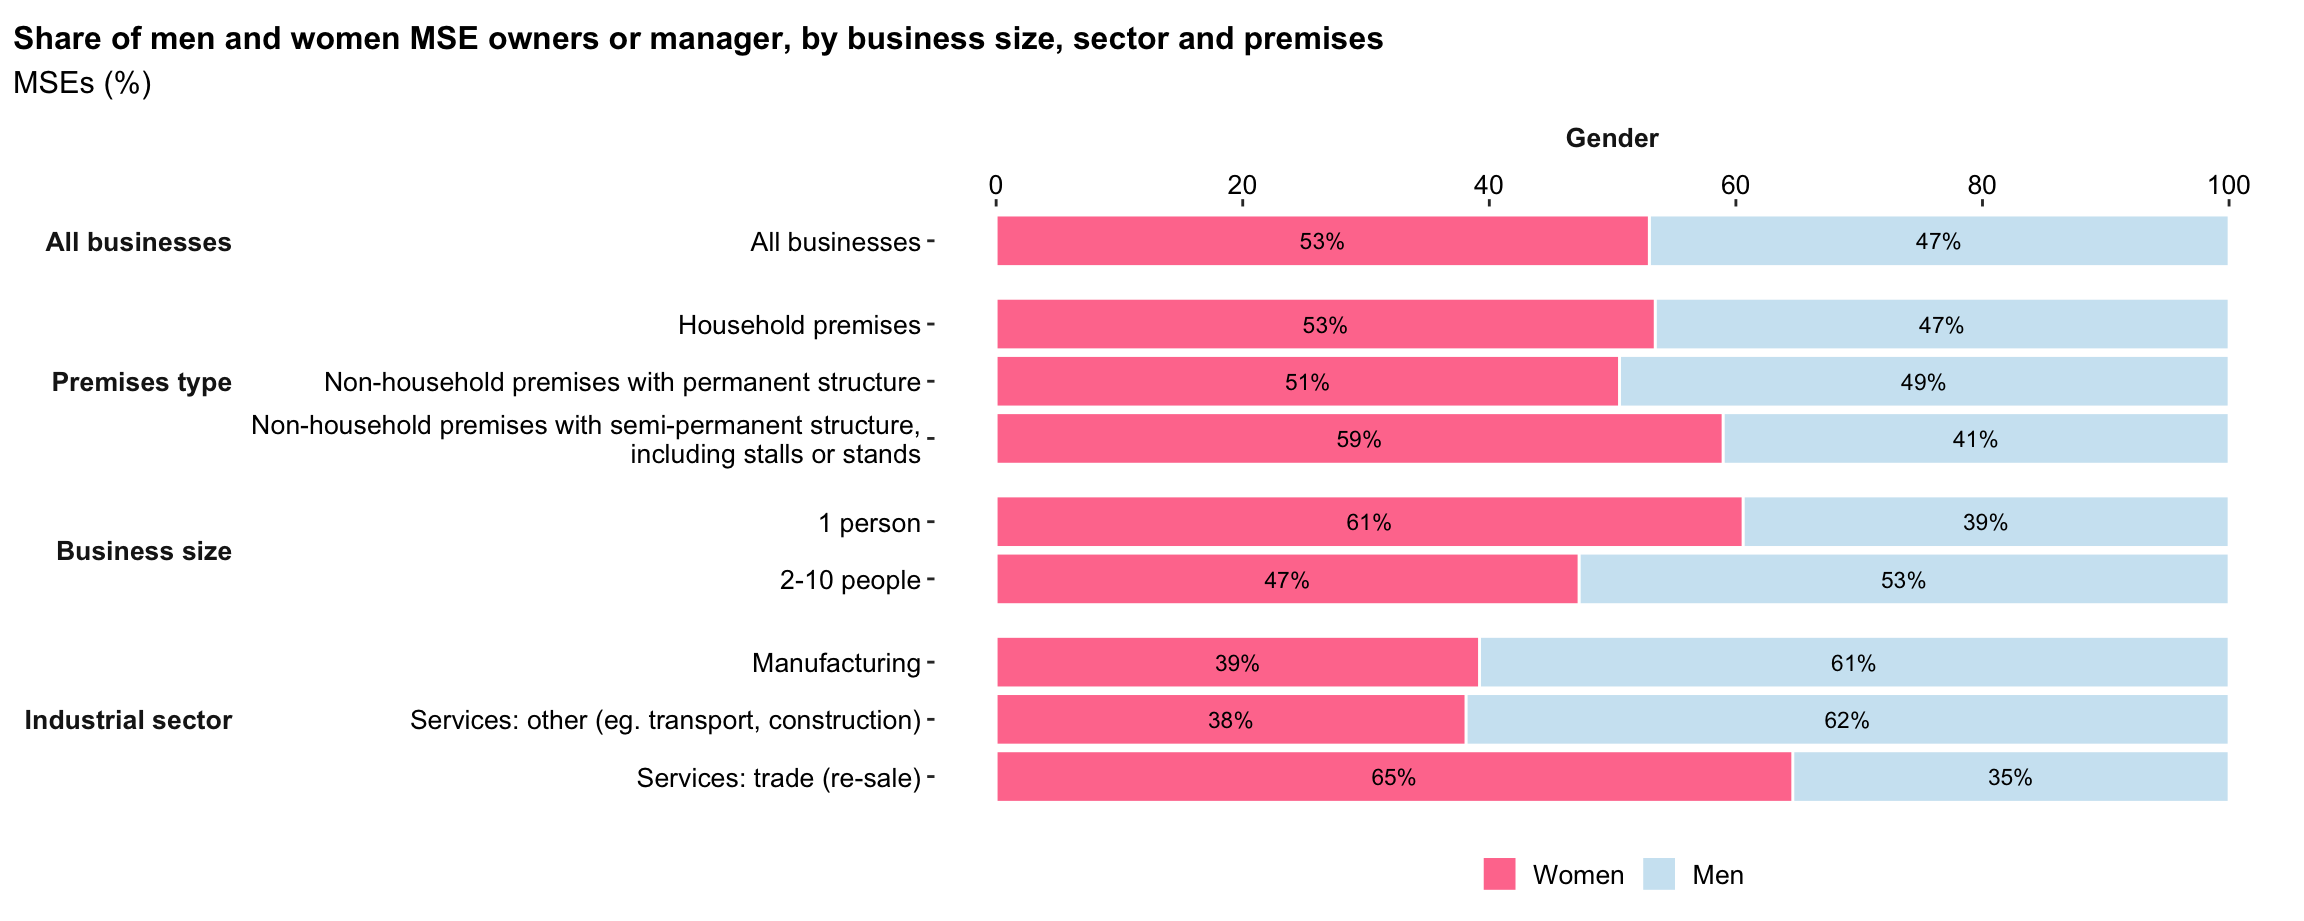 Share of men and women MSE owners or manager, by business size, sector and premises
MSEs (%)
Gender
0 20 40 60 80 100
All businesses
All businesses
53% 47%
Premises type
Household premises
53% 47%
Non-household premises with permanent structure
51% 49%
Non-household premises with semi-permanent structure,
including stalls or stands
59% 41%
Business size
1 person
61% 39%
2-10 people
47% 53%
Industrial sector
Manufacturing
39% 61%
Services: other (eg. transport, construction)
38% 62%
Services: trade (re-sale)
65% 35%
Women Men